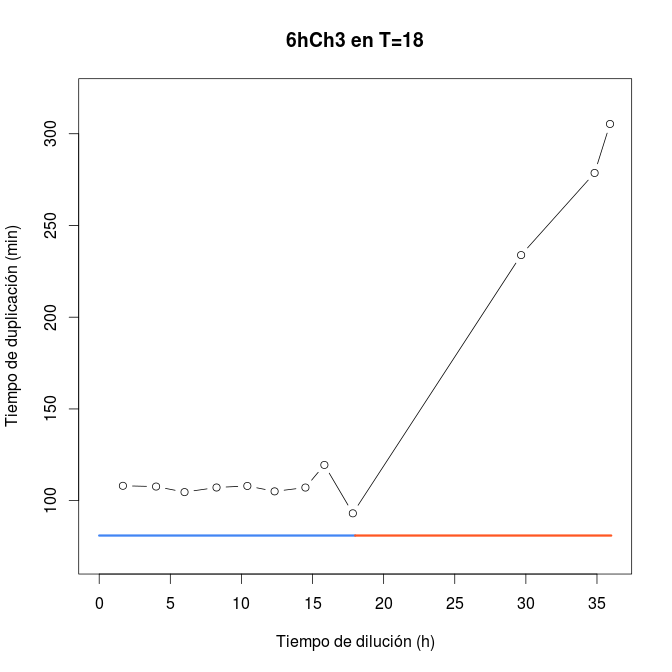 6hCh3 en T=18
Tiempo de duplicación (min)
300
250
200
150
100
0 5 10 15 20 25 30 35
Tiempo de dilución (h)